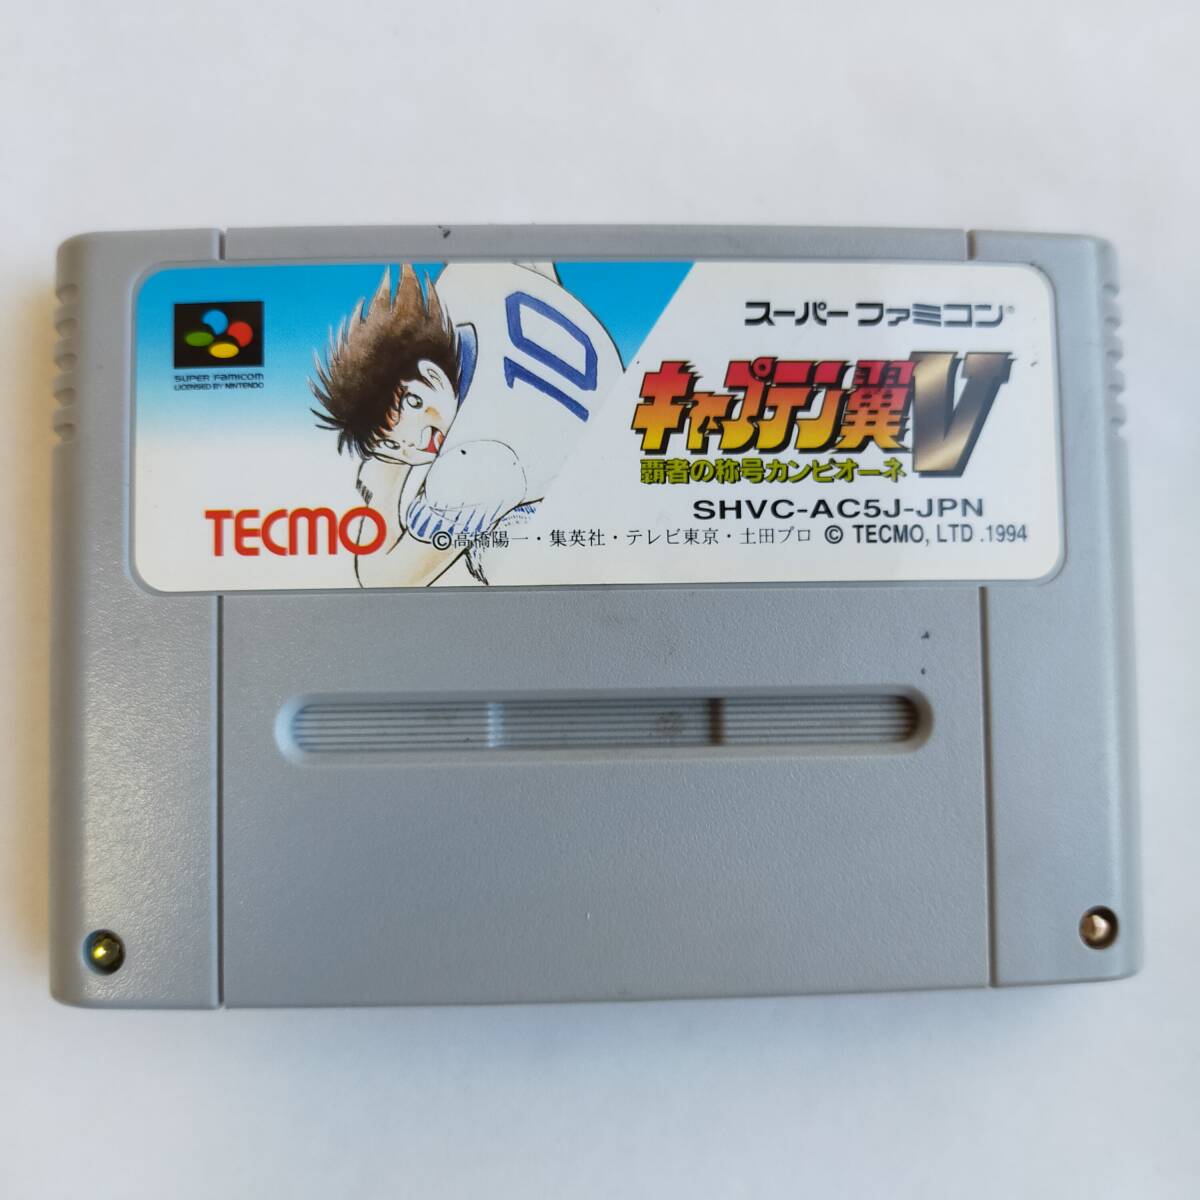 スーパーファミコン®
SUPER FAMICOM
LICENSED BY NINTENDO
10
キャプテン翼V
覇者の称号カンピオーネ
SHVC-AC5J-JPN
TECMO
©高橋陽一・集英社・テレビ東京・土田プロ © TECMO, LTD .1994